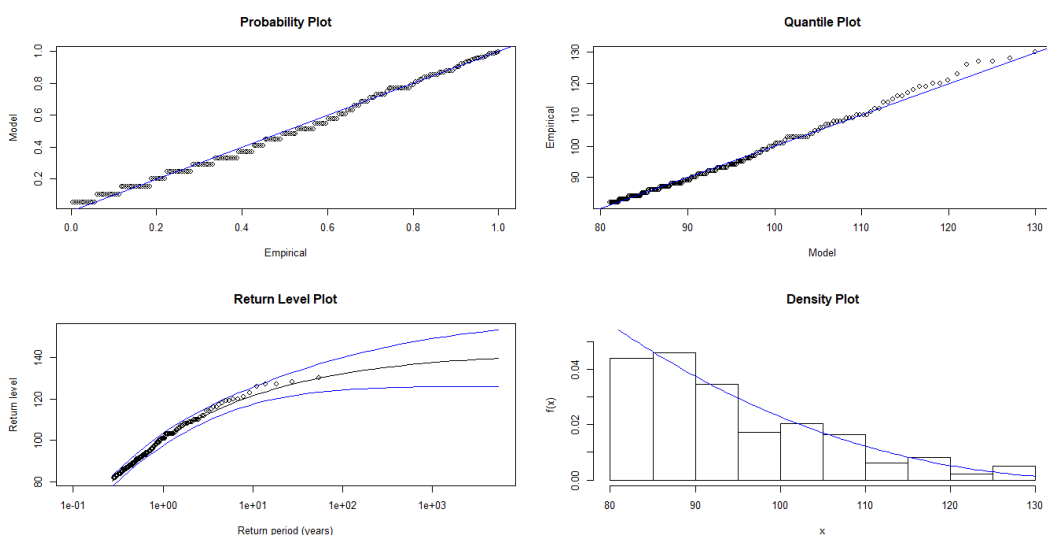 Probability Plot
Model
0.2 0.4 0.6 0.8 1.0
0.0 0.2 0.4 0.6 0.8 1.0
Empirical
Quantile Plot
Empirical
90 100 110 120 130
80 90 100 110 120 130
Model
Return Level Plot
Return level
80 100 120 140
1e-01 1e+00 1e+01 1e+02 1e+03
Return period (years)
Density Plot
f(x)
0.00 0.02 0.04
80 90 100 110 120 130
x